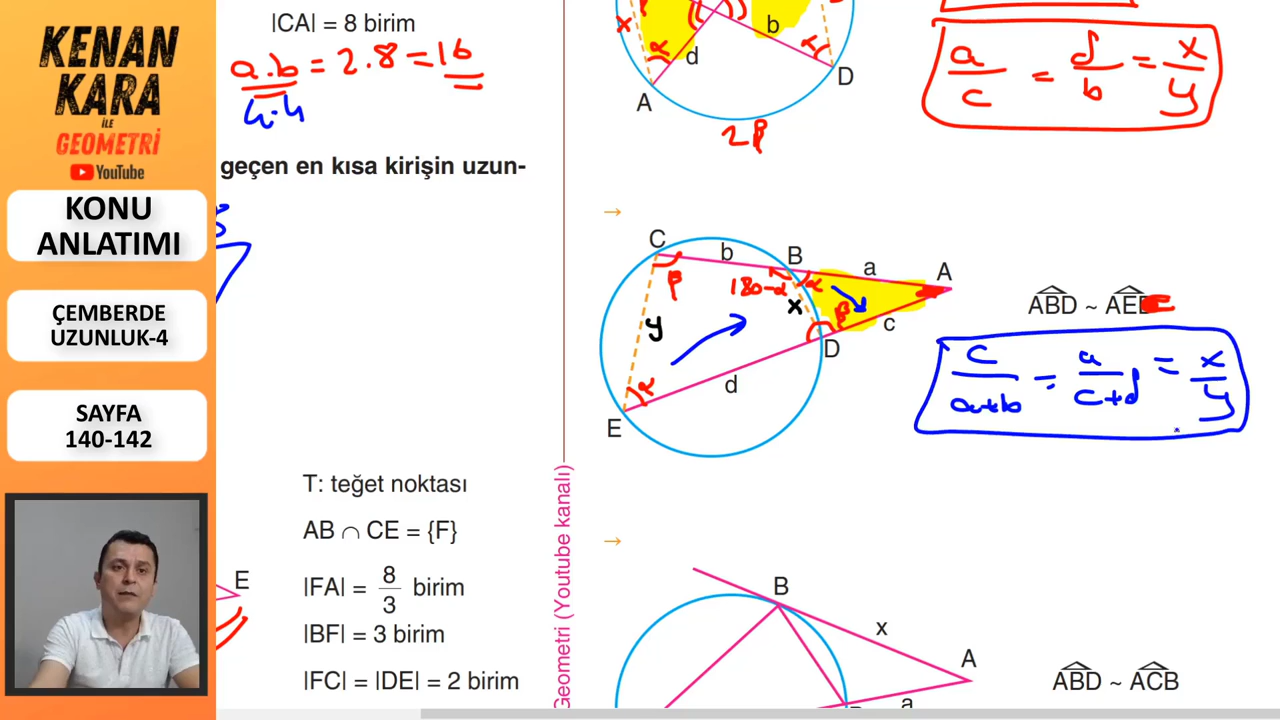 KENAN
KARA
İLE
GEOMETRİ
YouTube
KONU
ANLATIMI
ÇEMBERDE
UZUNLUK-4
SAYFA
140-142
|CA| = 8 birim
a.b = 2.8 = 16
4.4
geçen en kısa kirişin uzun-
E
T: teğet noktası
AB ∩ CE = {F}
|FA| = 8/3 birim
|BF| = 3 birim
|FC| = |DE| = 2 birim
Geometri (Youtube kanalı)
x
α
d
b
α
A
D
2β
a/c = d/b = x/y
→
C
b
B
a
A
β
180-α
α
x
β
c
y
D
α
d
E
ABD ~ AE
c/a+b = a/c+d = x/y
→
B
x
A
a
ABD ~ ACB